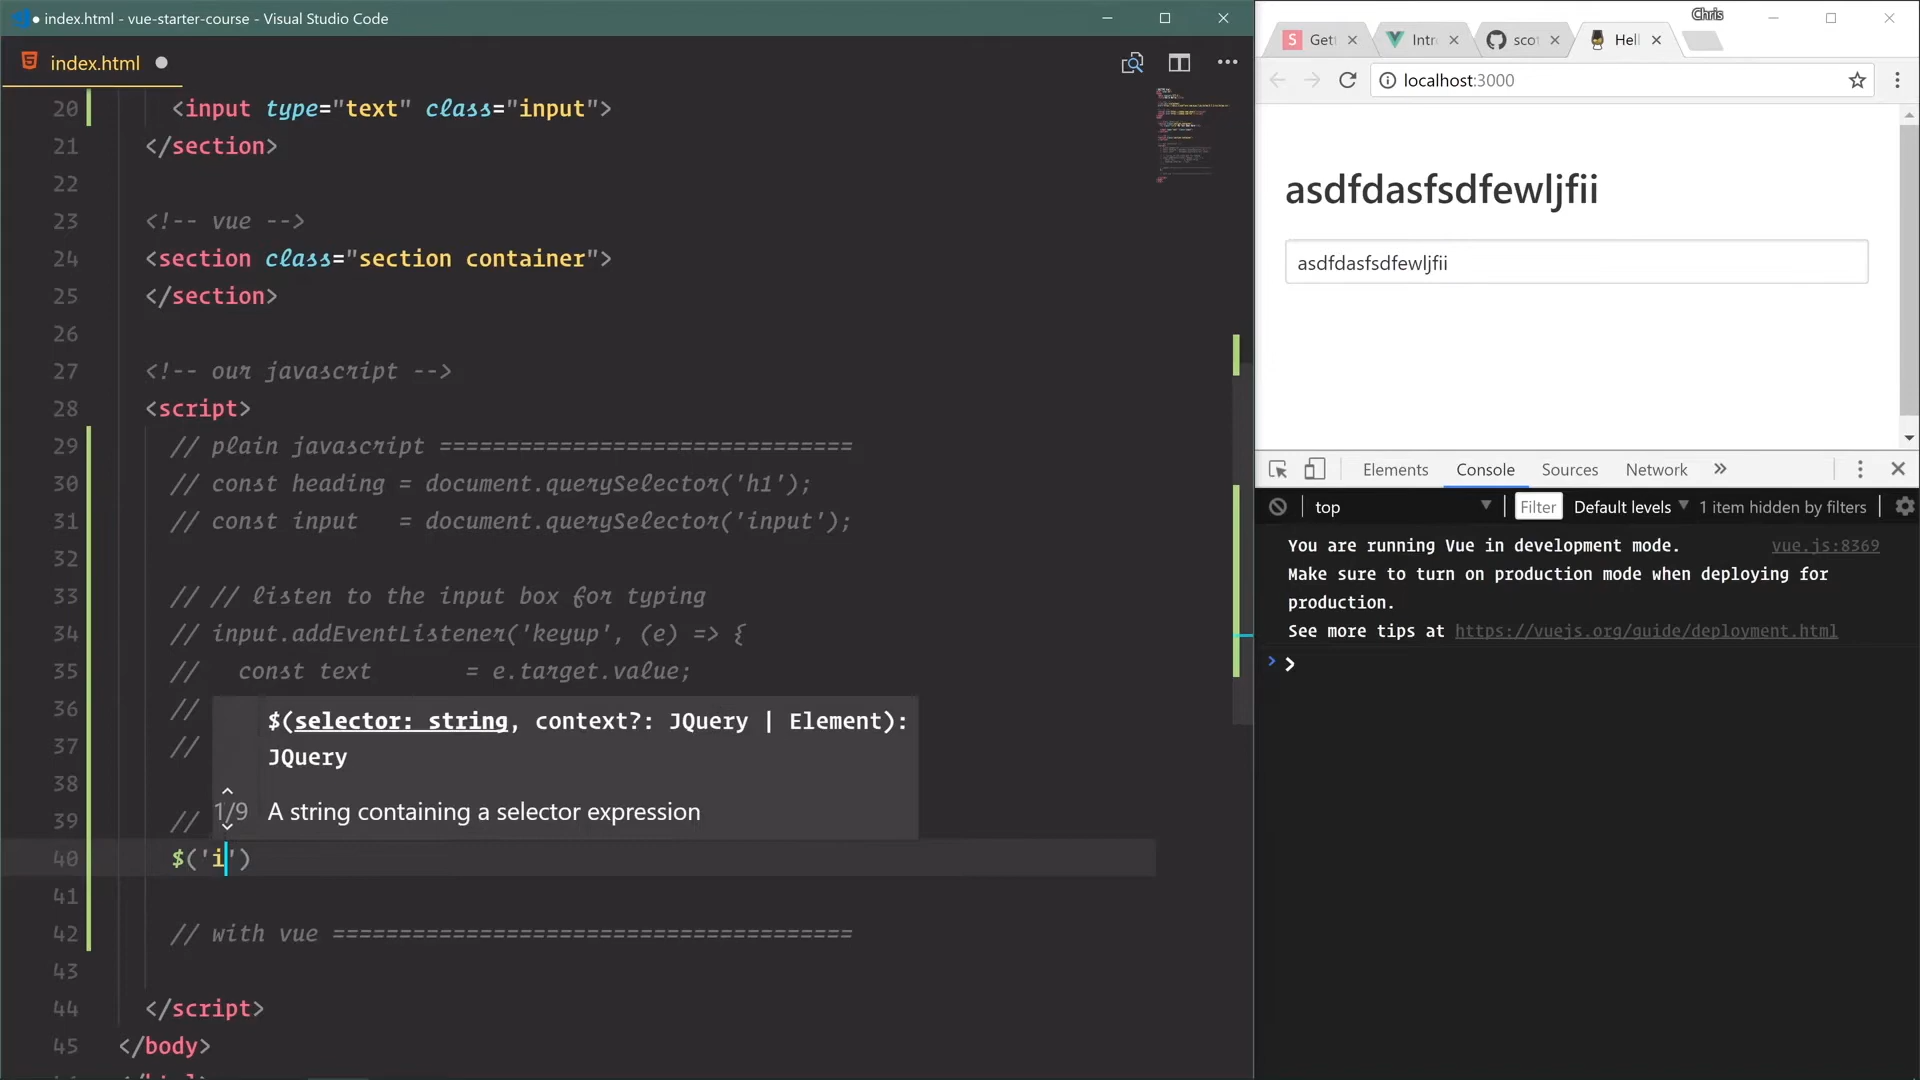 index.html - vue-starter-course - Visual Studio Code
index.html
20 <input type="text" class="input">
21 </section>
22
23 <!-- vue -->
24 <section class="section container">
25 </section>
26
27 <!-- our javascript -->
28 <script>
29 // plain javascript ===============================
30 // const heading = document.querySelector('h1');
31 // const input   = document.querySelector('input');
32
33 // // listen to the input box for typing
34 // input.addEventListener('keyup', (e) => {
35 //   const text       = e.target.value;
36 //
37 //
38
39 //
$(selector: string, context?: JQuery | Element):
JQuery
1/9 A string containing a selector expression
40 $('i')
41
42 // with vue =======================================
43
44 </script>
45 </body>
Chris
Gett
Intr
scot
Hell
localhost:3000
asdfdasfsdfewljfii
asdfdasfsdfewljfii
Elements Console Sources Network »
top Filter Default levels 1 item hidden by filters
You are running Vue in development mode. vue.js:8369
Make sure to turn on production mode when deploying for
production.
See more tips at https://vuejs.org/guide/deployment.html